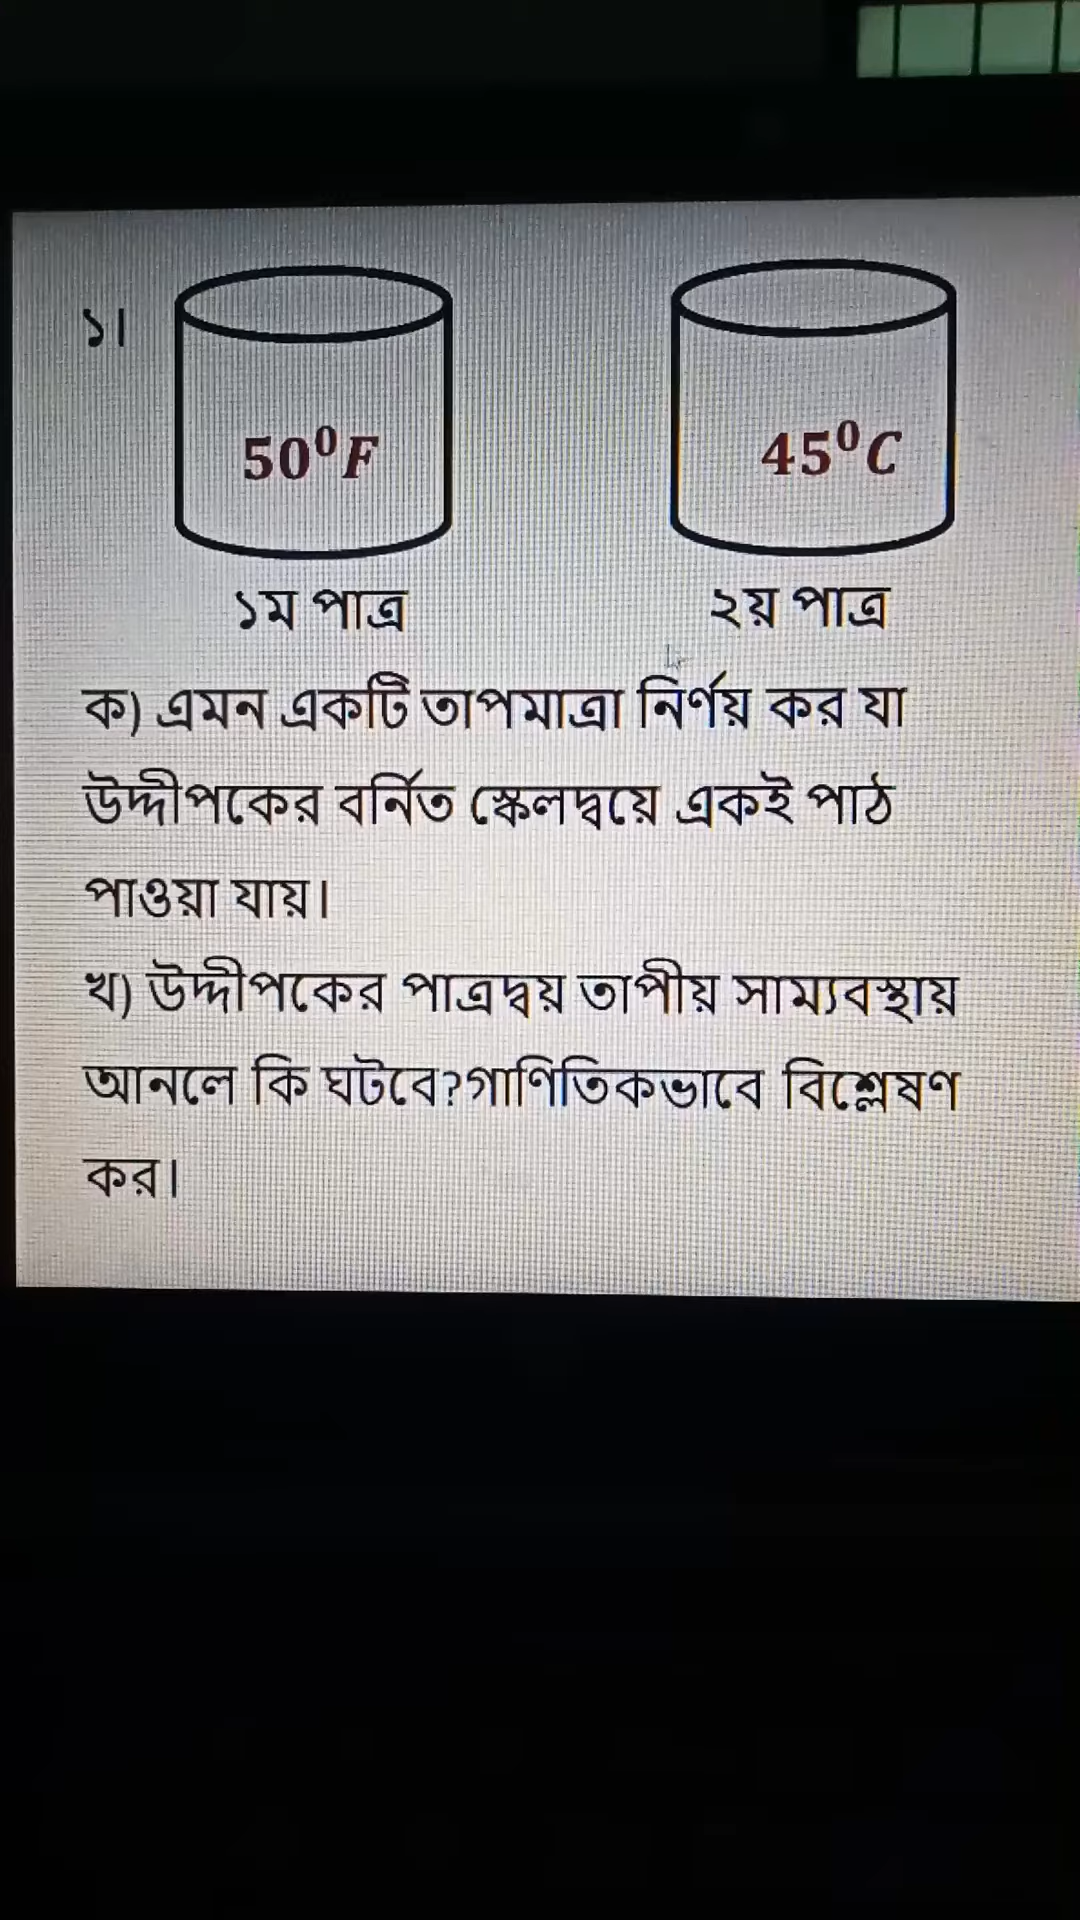 ১।
50⁰F
45⁰C
১ম পাত্র
২য় পাত্র
ক) এমন একটি তাপমাত্রা নির্ণয় কর যা
উদ্দীপকের বর্নিত স্কেলদ্বয়ে একই পাঠ
পাওয়া যায়।
খ) উদ্দীপকের পাত্রদ্বয় তাপীয় সাম্যবস্থায়
আনলে কি ঘটবে?গাণিতিকভাবে বিশ্লেষণ
কর।